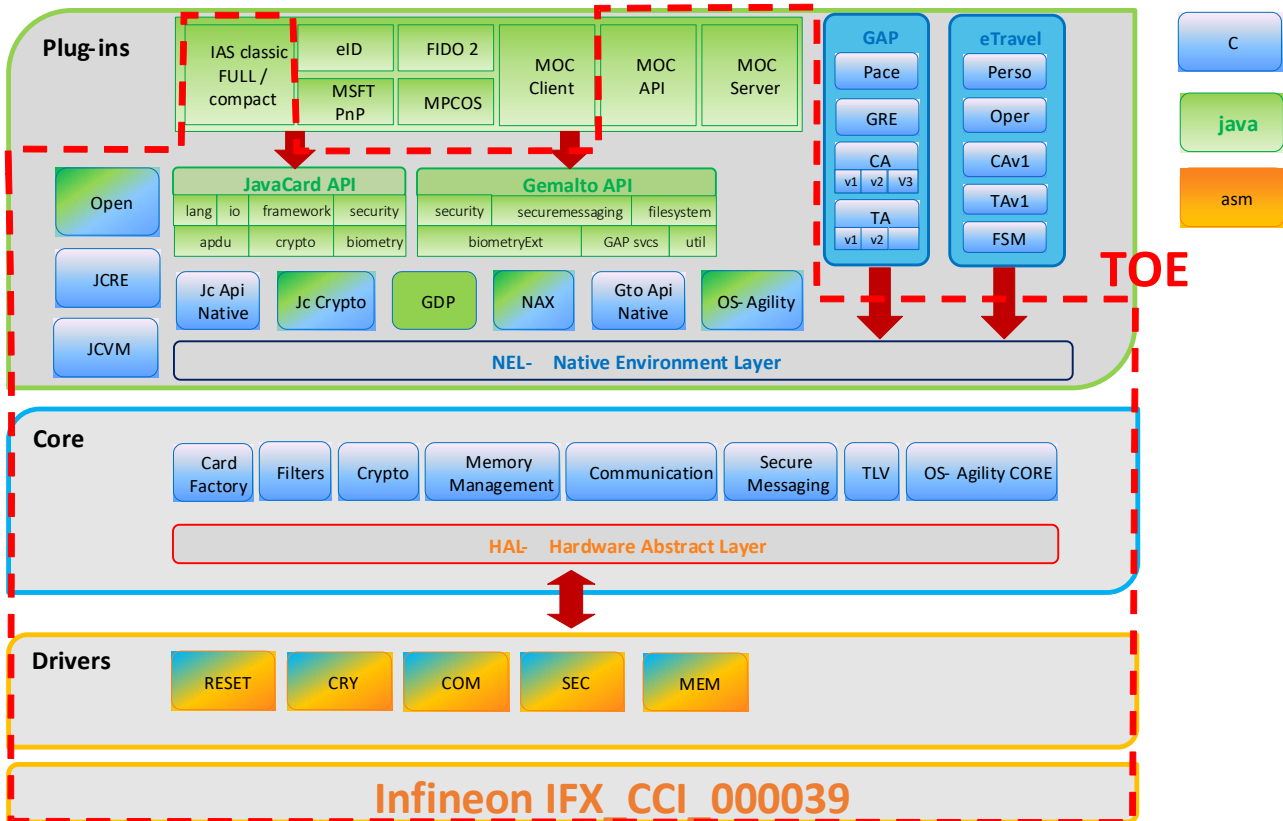 Plug-ins
IAS classic
FULL /
compact
eID
MSFT
PnP
FIDO 2
MPCOS
MOC
Client
MOC
API
MOC
Server
GAP
Pace
GRE
CA
v1 v2 V3
TA
v1 v2
eTravel
Perso
Oper
CAv1
TAv1
FSM
C
java
asm
TOE
Open
JCRE
JCVM
JavaCard API
lang io framework security
apdu crypto biometry
Gemalto API
security securemessaging filesystem
biometryExt GAP svcs util
Jc Api
Native
Jc Crypto
GDP
NAX
Gto Api
Native
OS- Agility
NEL- Native Environment Layer
Core
Card
Factory
Filters
Crypto
Memory
Management
Communication
Secure
Messaging
TLV
OS- Agility CORE
HAL- Hardware Abstract Layer
Drivers
RESET
CRY
COM
SEC
MEM
Infineon IFX_CCI_000039